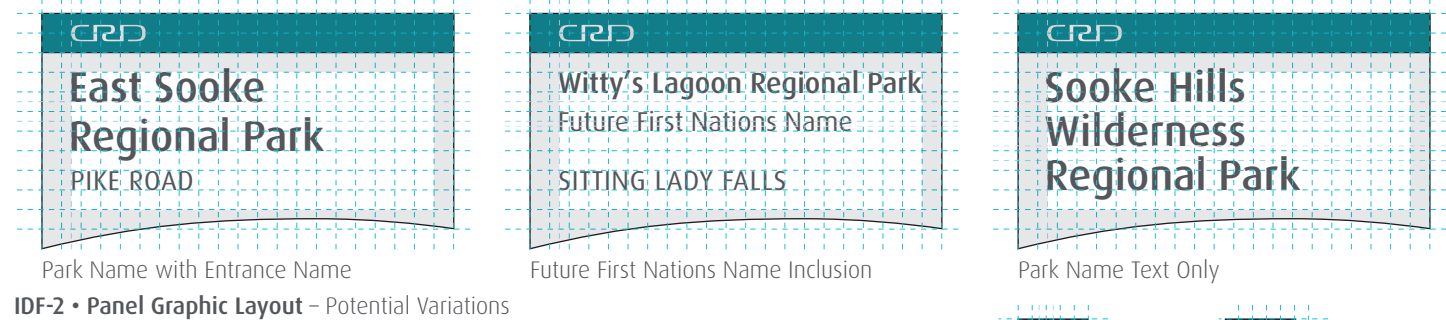 CRD
East Sooke
Regional Park
PIKE ROAD
Park Name with Entrance Name
CRD
Witty's Lagoon Regional Park
Future First Nations Name
SITTING LADY FALLS
Future First Nations Name Inclusion
CRD
Sooke Hills
Wilderness
Regional Park
Park Name Text Only
IDF-2 • Panel Graphic Layout – Potential Variations